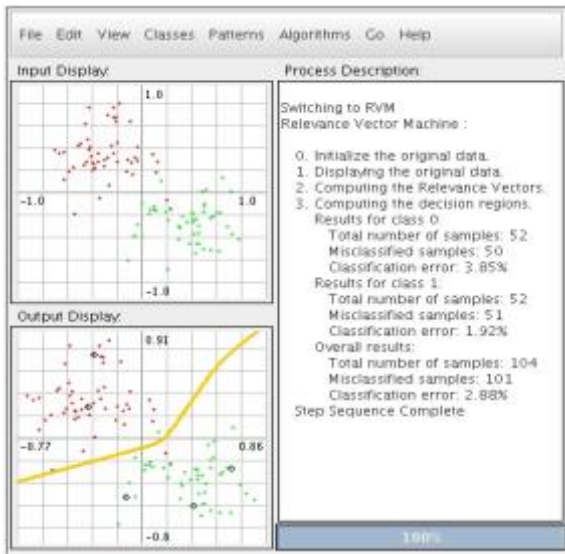 File Edit View Classes Patterns Algorithms Go Help
Input Display:
1.0
-1.0 1.0
-1.0
Output Display:
0.91
-0.77 0.86
-0.8
Process Description:
Switching to RVM
Relevance Vector Machine :
0. Initialize the original data.
1. Displaying the original data.
2. Computing the Relevance Vectors.
3. Computing the decision regions.
Results for class 0:
Total number of samples: 52
Misclassified samples: 50
Classification error: 3.85%
Results for class 1:
Total number of samples: 52
Misclassified samples: 51
Classification error: 1.92%
Overall results:
Total number of samples: 104
Misclassified samples: 101
Classification error: 2.88%
Step Sequence Complete
100%